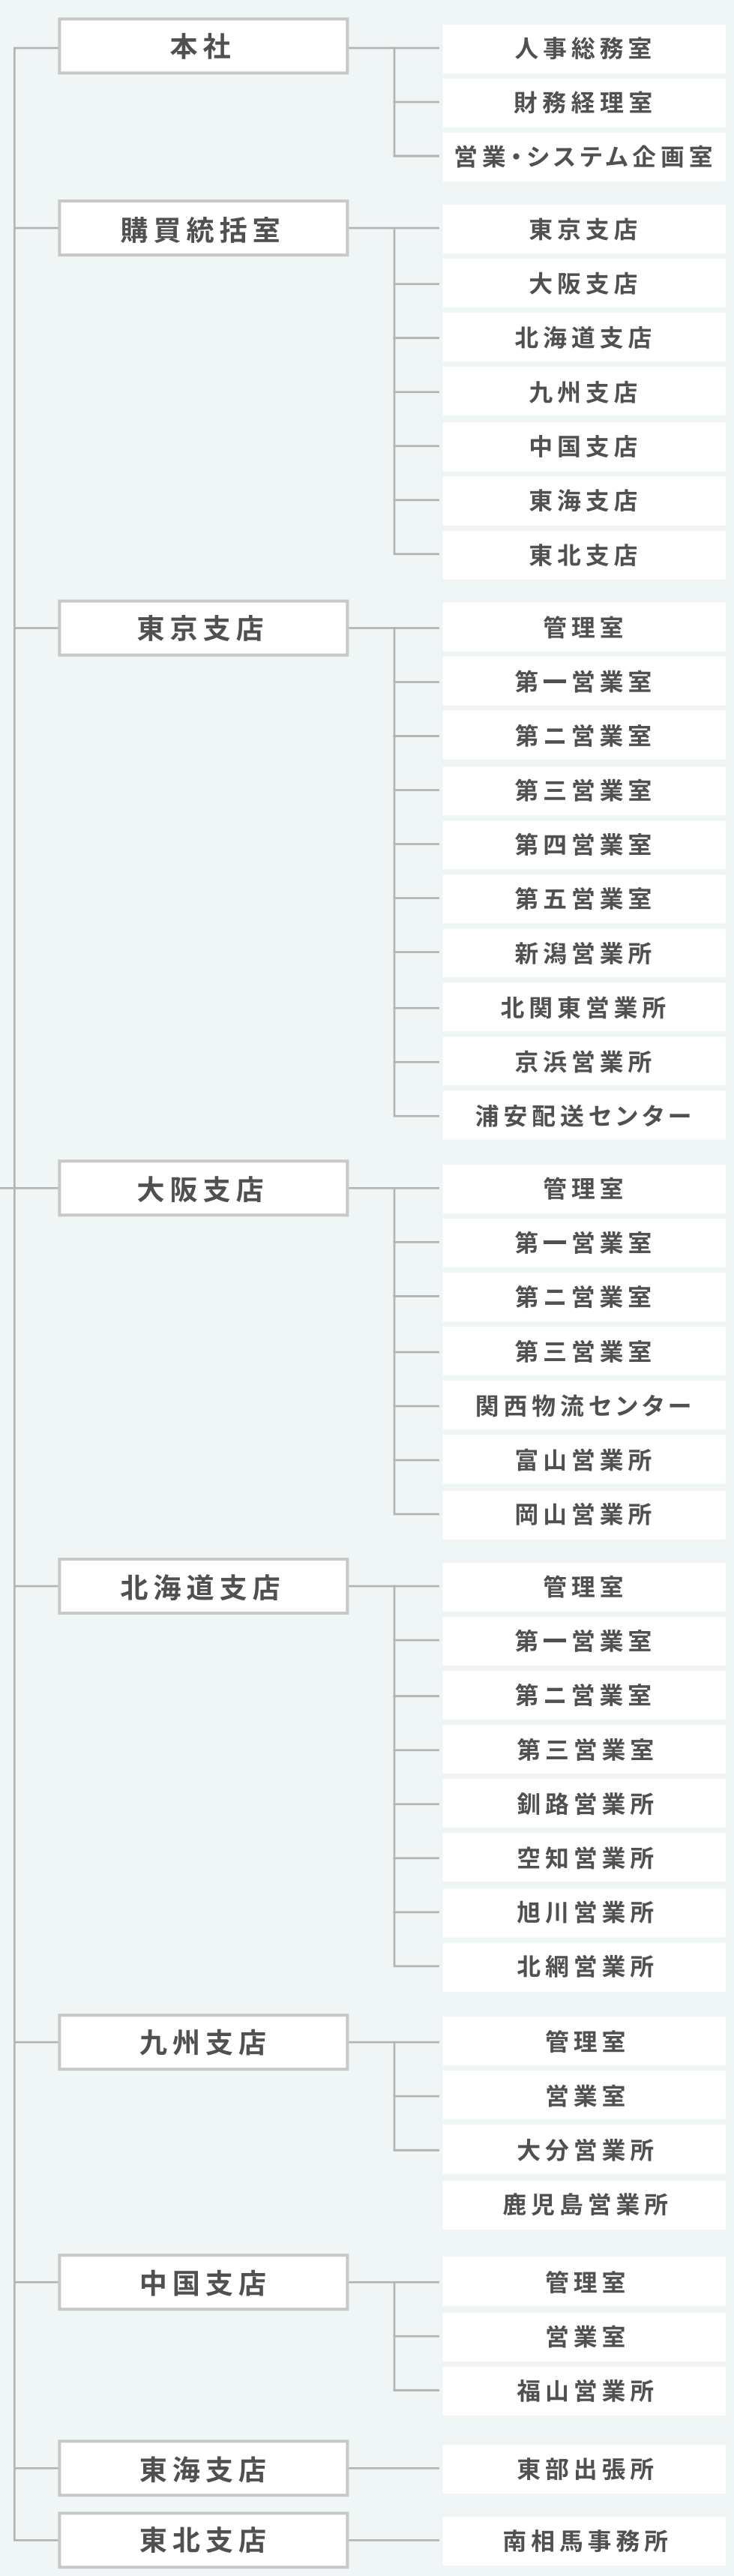 本社
人事総務室
財務経理室
営業・システム企画室
購買統括室
東京支店
大阪支店
北海道支店
九州支店
中国支店
東海支店
東北支店
東京支店
管理室
第一営業室
第二営業室
第三営業室
第四営業室
第五営業室
新潟営業所
北関東営業所
京浜営業所
浦安配送センター
大阪支店
管理室
第一営業室
第二営業室
第三営業室
関西物流センター
富山営業所
岡山営業所
北海道支店
管理室
第一営業室
第二営業室
第三営業室
釧路営業所
空知営業所
旭川営業所
北網営業所
九州支店
管理室
営業室
大分営業所
鹿児島営業所
中国支店
管理室
営業室
福山営業所
東海支店
東部出張所
東北支店
南相馬事務所